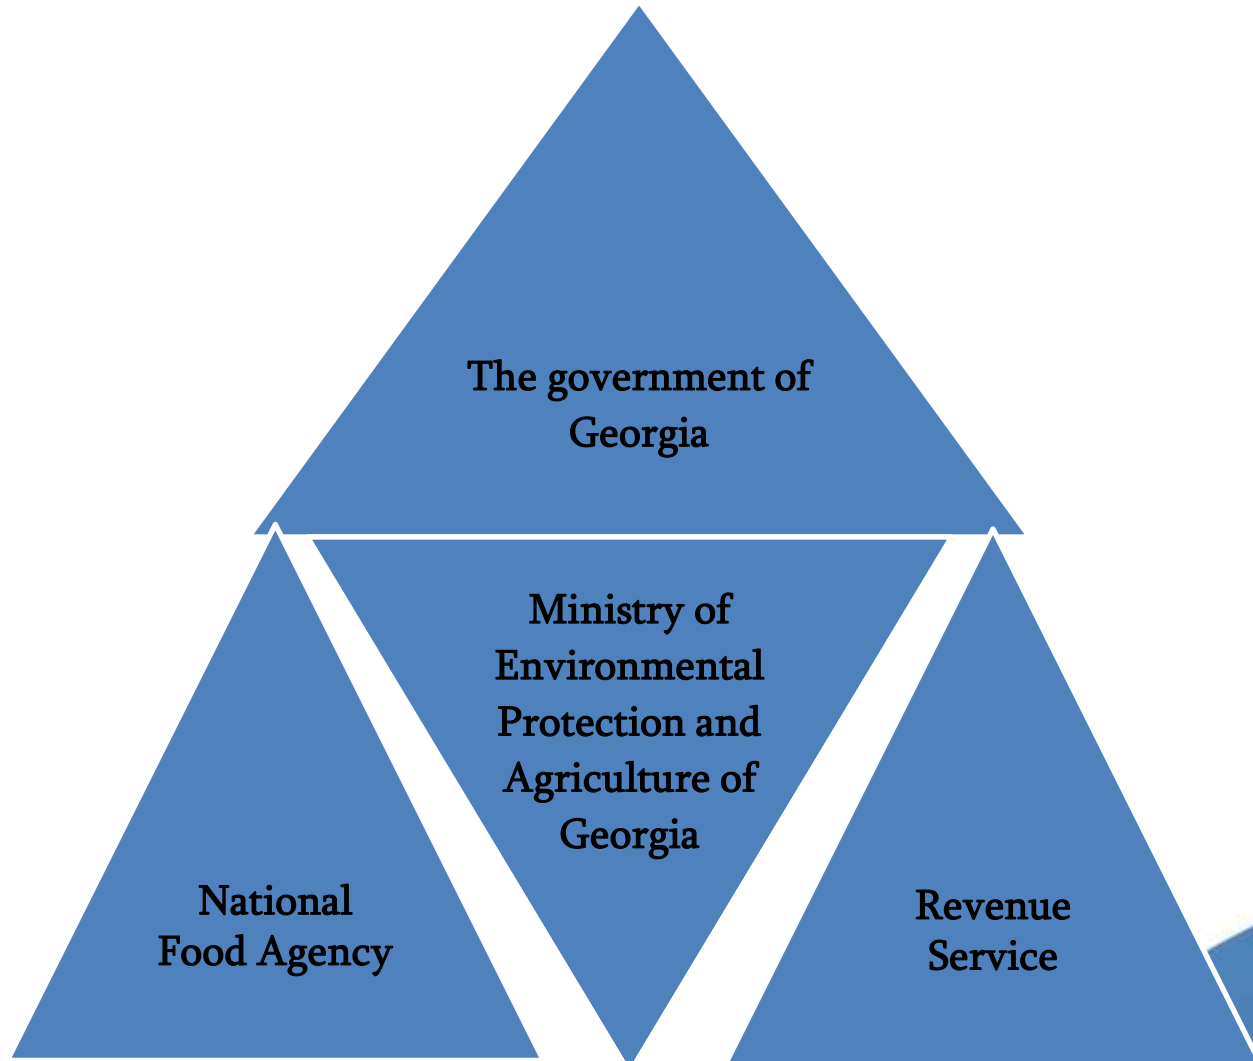 The government of
Georgia
Ministry of
Environmental
Protection and
Agriculture of
Georgia
National
Food Agency
Revenue
Service